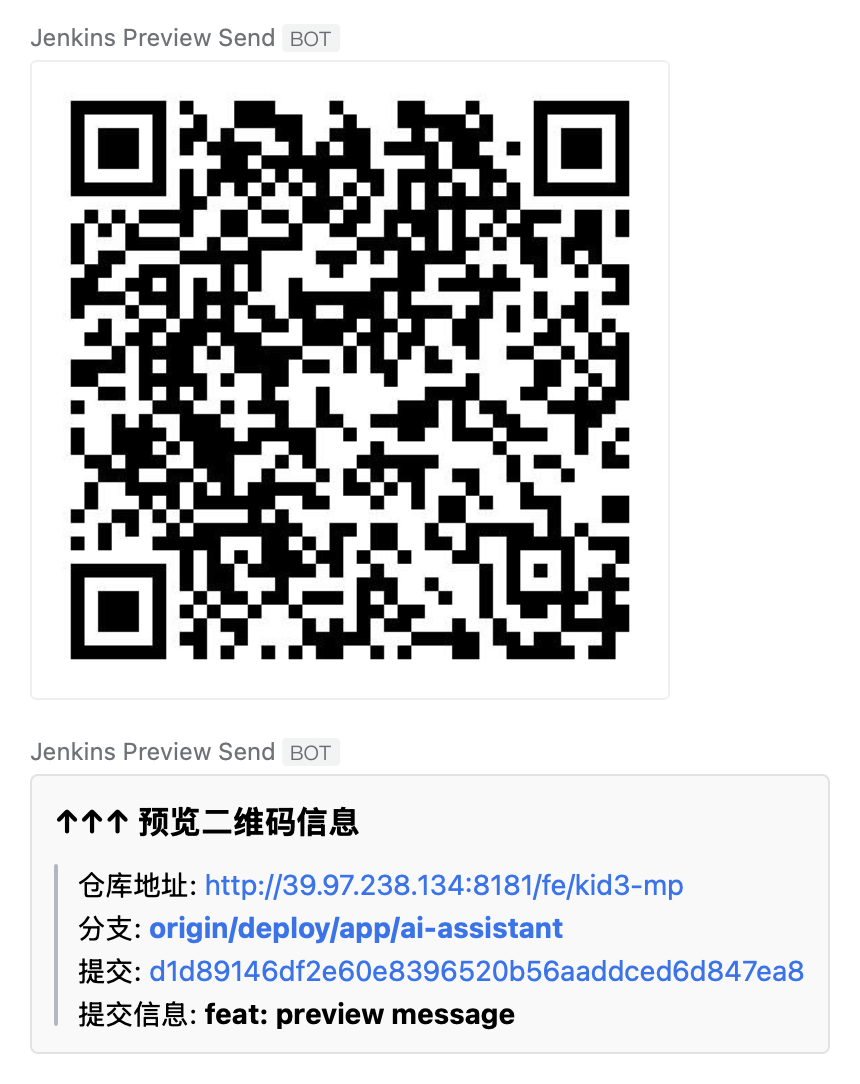 Jenkins Preview Send BOT
Jenkins Preview Send BOT
↑↑↑ 预览二维码信息
仓库地址: http://39.97.238.134:8181/fe/kid3-mp
分支: origin/deploy/app/ai-assistant
提交: d1d89146df2e60e8396520b56aaddced6d847ea8
提交信息: feat: preview message